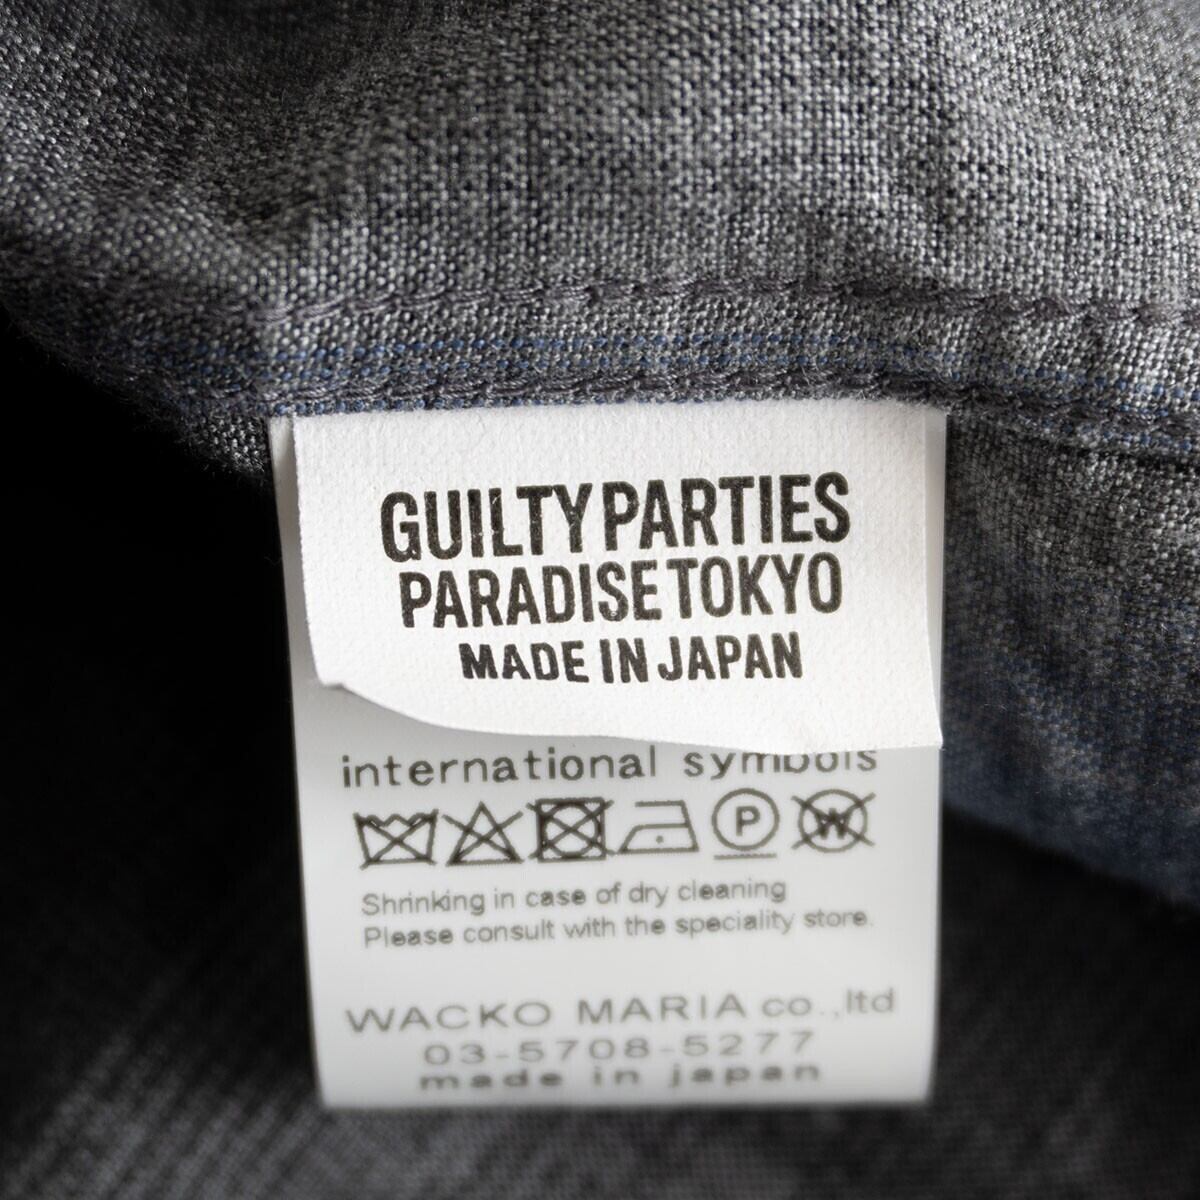 GUILTY PARTIES
PARADISE TOKYO
MADE IN JAPAN
international symbols
P W
Shrinking in case of dry cleaning
Please consult with the speciality store.
WACKO MARIA co.,ltd
03-5708-5277
made in japan